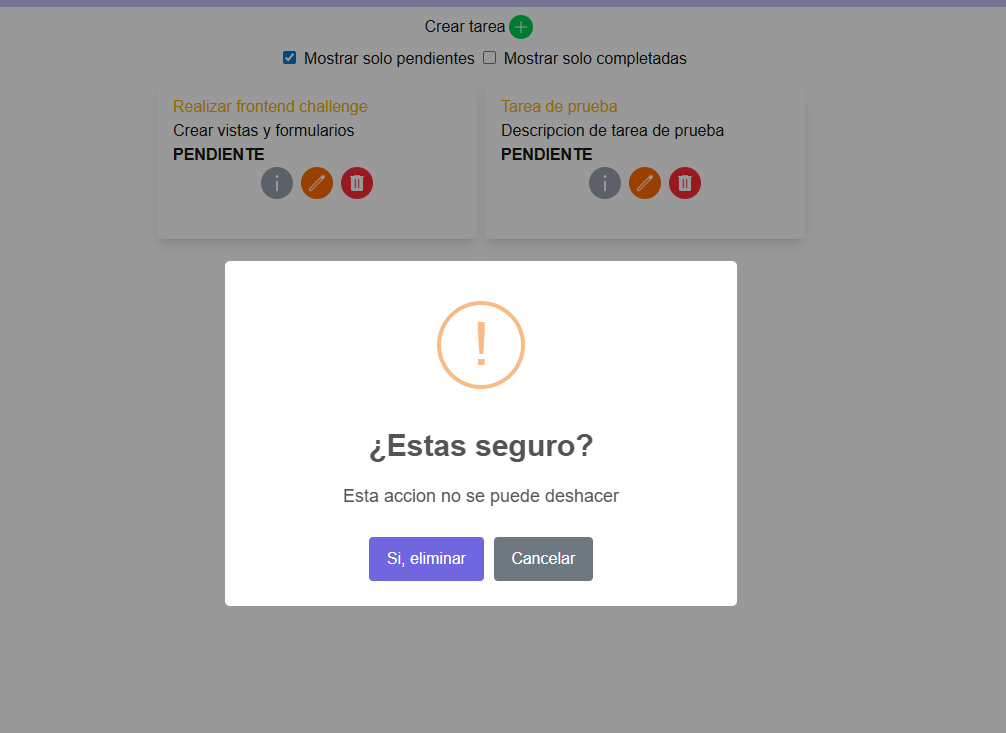 Crear tarea
Mostrar solo pendientes Mostrar solo completadas
Realizar frontend challenge
Crear vistas y formularios
PENDIENTE
Tarea de prueba
Descripcion de tarea de prueba
PENDIENTE
!
¿Estas seguro?
Esta accion no se puede deshacer
Si, eliminar
Cancelar